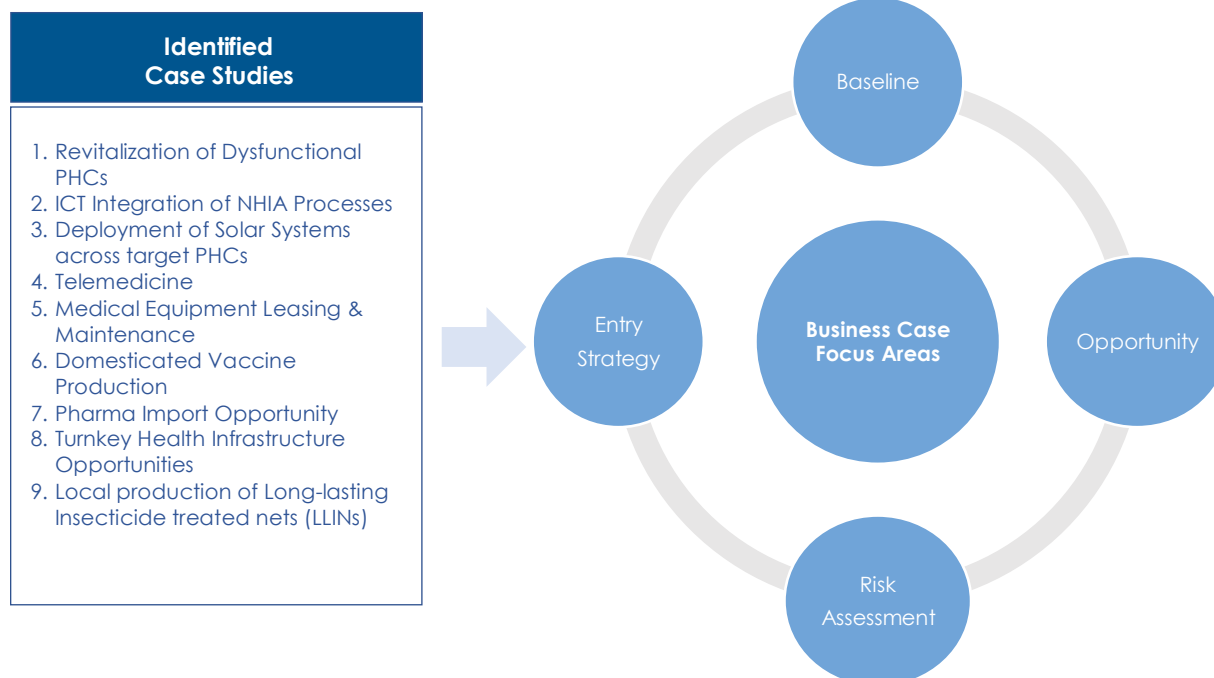 Identified
Case Studies
1. Revitalization of Dysfunctional
PHCs
2. ICT Integration of NHIA Processes
3. Deployment of Solar Systems
across target PHCs
4. Telemedicine
5. Medical Equipment Leasing &
Maintenance
6. Domesticated Vaccine
Production
7. Pharma Import Opportunity
8. Turnkey Health Infrastructure
Opportunities
9. Local production of Long-lasting
Insecticide treated nets (LLINs)
Baseline
Entry
Strategy
Business Case
Focus Areas
Opportunity
Risk
Assessment